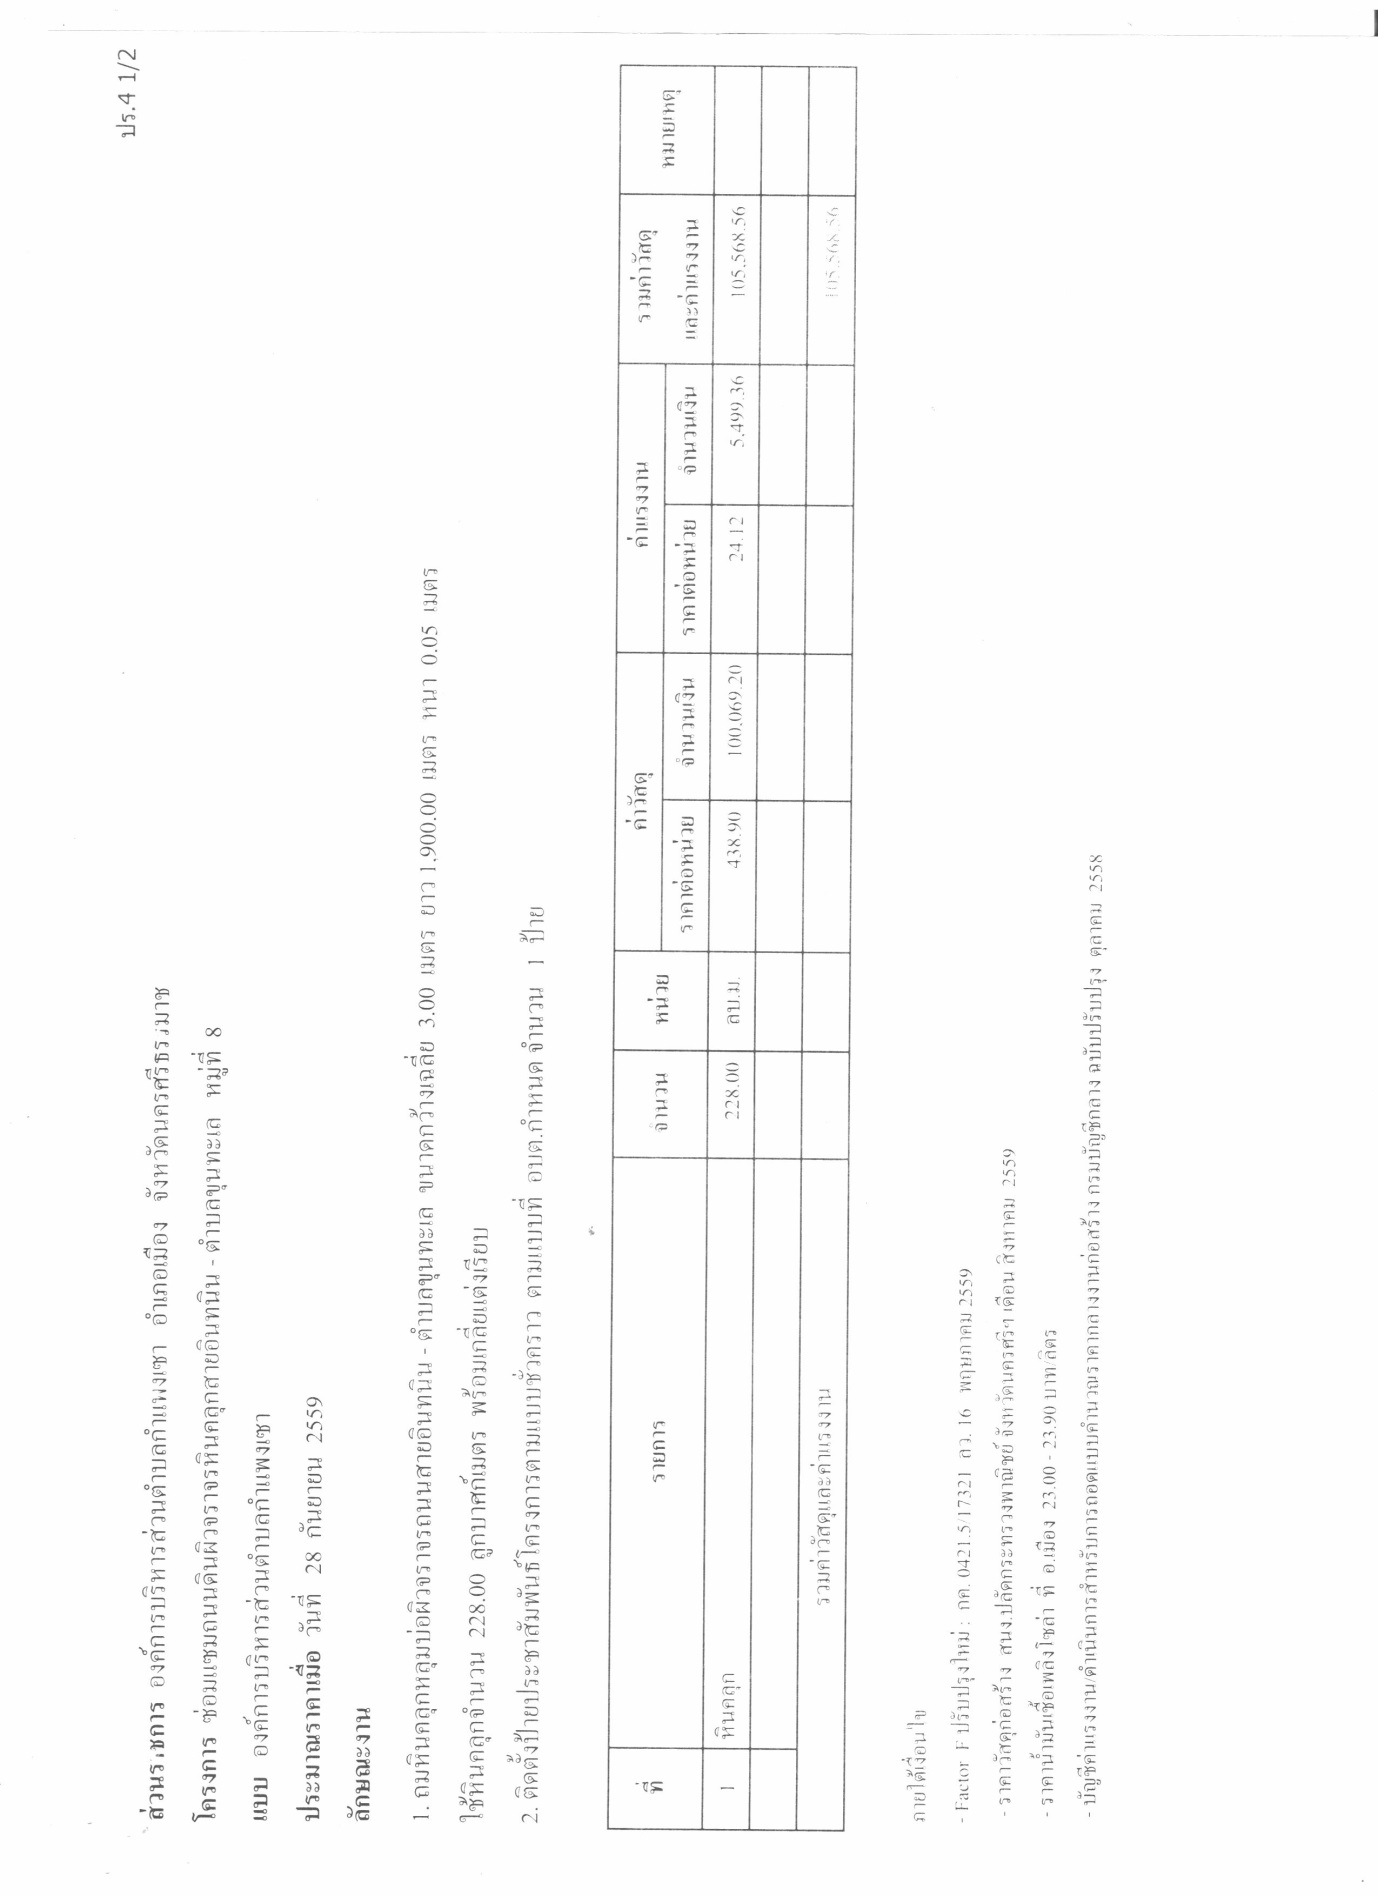 ปร.4 1/2
ส่วนราชการ องค์การบริหารส่วนตำบลกำแพงเซา อำเภอเมือง จังหวัดนครศรีธรรมราช
โครงการ ซ่อมแซมถนนดินผิวจราจรหินคลุกสายอินทนิน - ตำบลขุนทะเล หมู่ที่ 8
แบบ องค์การบริหารส่วนตำบลกำแพงเซา
ประมาณราคาเมื่อ วันที่ 28 กันยายน 2559
ลักษณะงาน
1. ถมหินคลุกหลุมบ่อผิวจราจรถนนสายอินทนิน - ตำบลขุนทะเล ขนาดกว้างเฉลี่ย 3.00 เมตร ยาว 1,900.00 เมตร หนา 0.05 เมตร
ใช้หินคลุกจำนวน 228.00 ลูกบาศก์เมตร พร้อมเกลี่ยแต่งเรียบ
2. ติดตั้งป้ายประชาสัมพันธ์โครงการตามแบบชั่วคราว ตามแบบที่ อบต.กำหนด จำนวน 1 ป้าย
ที่ รายการ จำนวน หน่วย ค่าวัสดุ ค่าแรงงาน รวมค่าวัสดุ หมายเหตุ
ราคาต่อหน่วย จำนวนเงิน ราคาต่อหน่วย จำนวนเงิน และค่าแรงงาน
1 หินคลุก 228.00 ลบ.ม. 438.90 100,069.20 24.12 5,499.36 105,568.56
รวมค่าวัสดุและค่าแรงงาน 105,568.56
ภายใต้เงื่อนไข
- Factor F ปรับปรุงใหม่ : กค. 0421.5/17321 ลว. 16 พฤษภาคม 2559
- ราคาวัสดุก่อสร้าง สนง.ปลัดกระทรวงพาณิชย์ จังหวัดนครศรีฯ เดือน สิงหาคม 2559
- ราคาน้ำมันเชื้อเพลิงโซล่า ที่ อ.เมือง 23.00 - 23.90 บาท/ลิตร
- บัญชีค่าแรงงาน/ดำเนินการสำหรับการถอดแบบคำนวณราคากลางงานก่อสร้าง กรมบัญชีกลาง ฉบับปรับปรุง ตุลาคม 2558